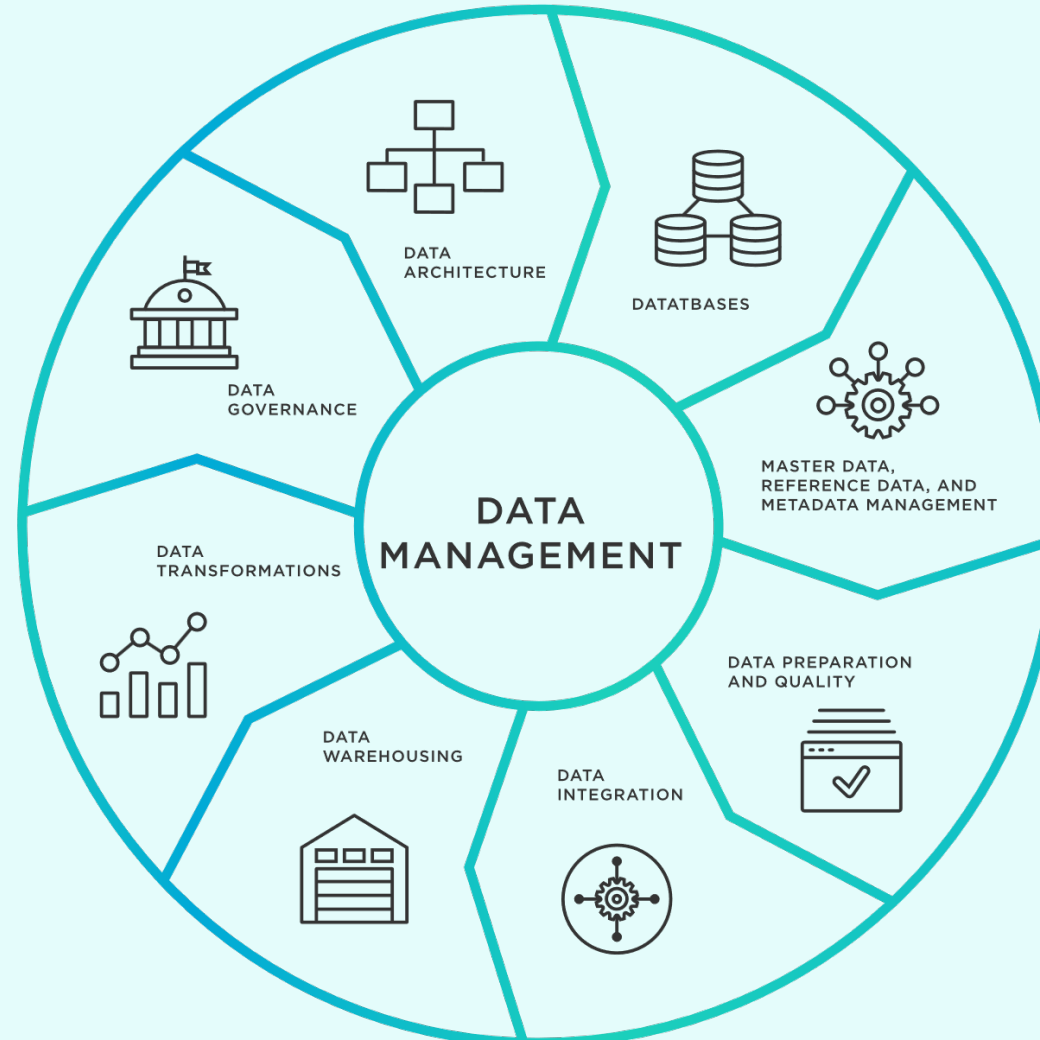 DATA
ARCHITECTURE
DATATBASES
DATA
GOVERNANCE
MASTER DATA,
REFERENCE DATA, AND
METADATA MANAGEMENT
DATA
MANAGEMENT
DATA
TRANSFORMATIONS
DATA PREPARATION
AND QUALITY
DATA
WAREHOUSING
DATA
INTEGRATION